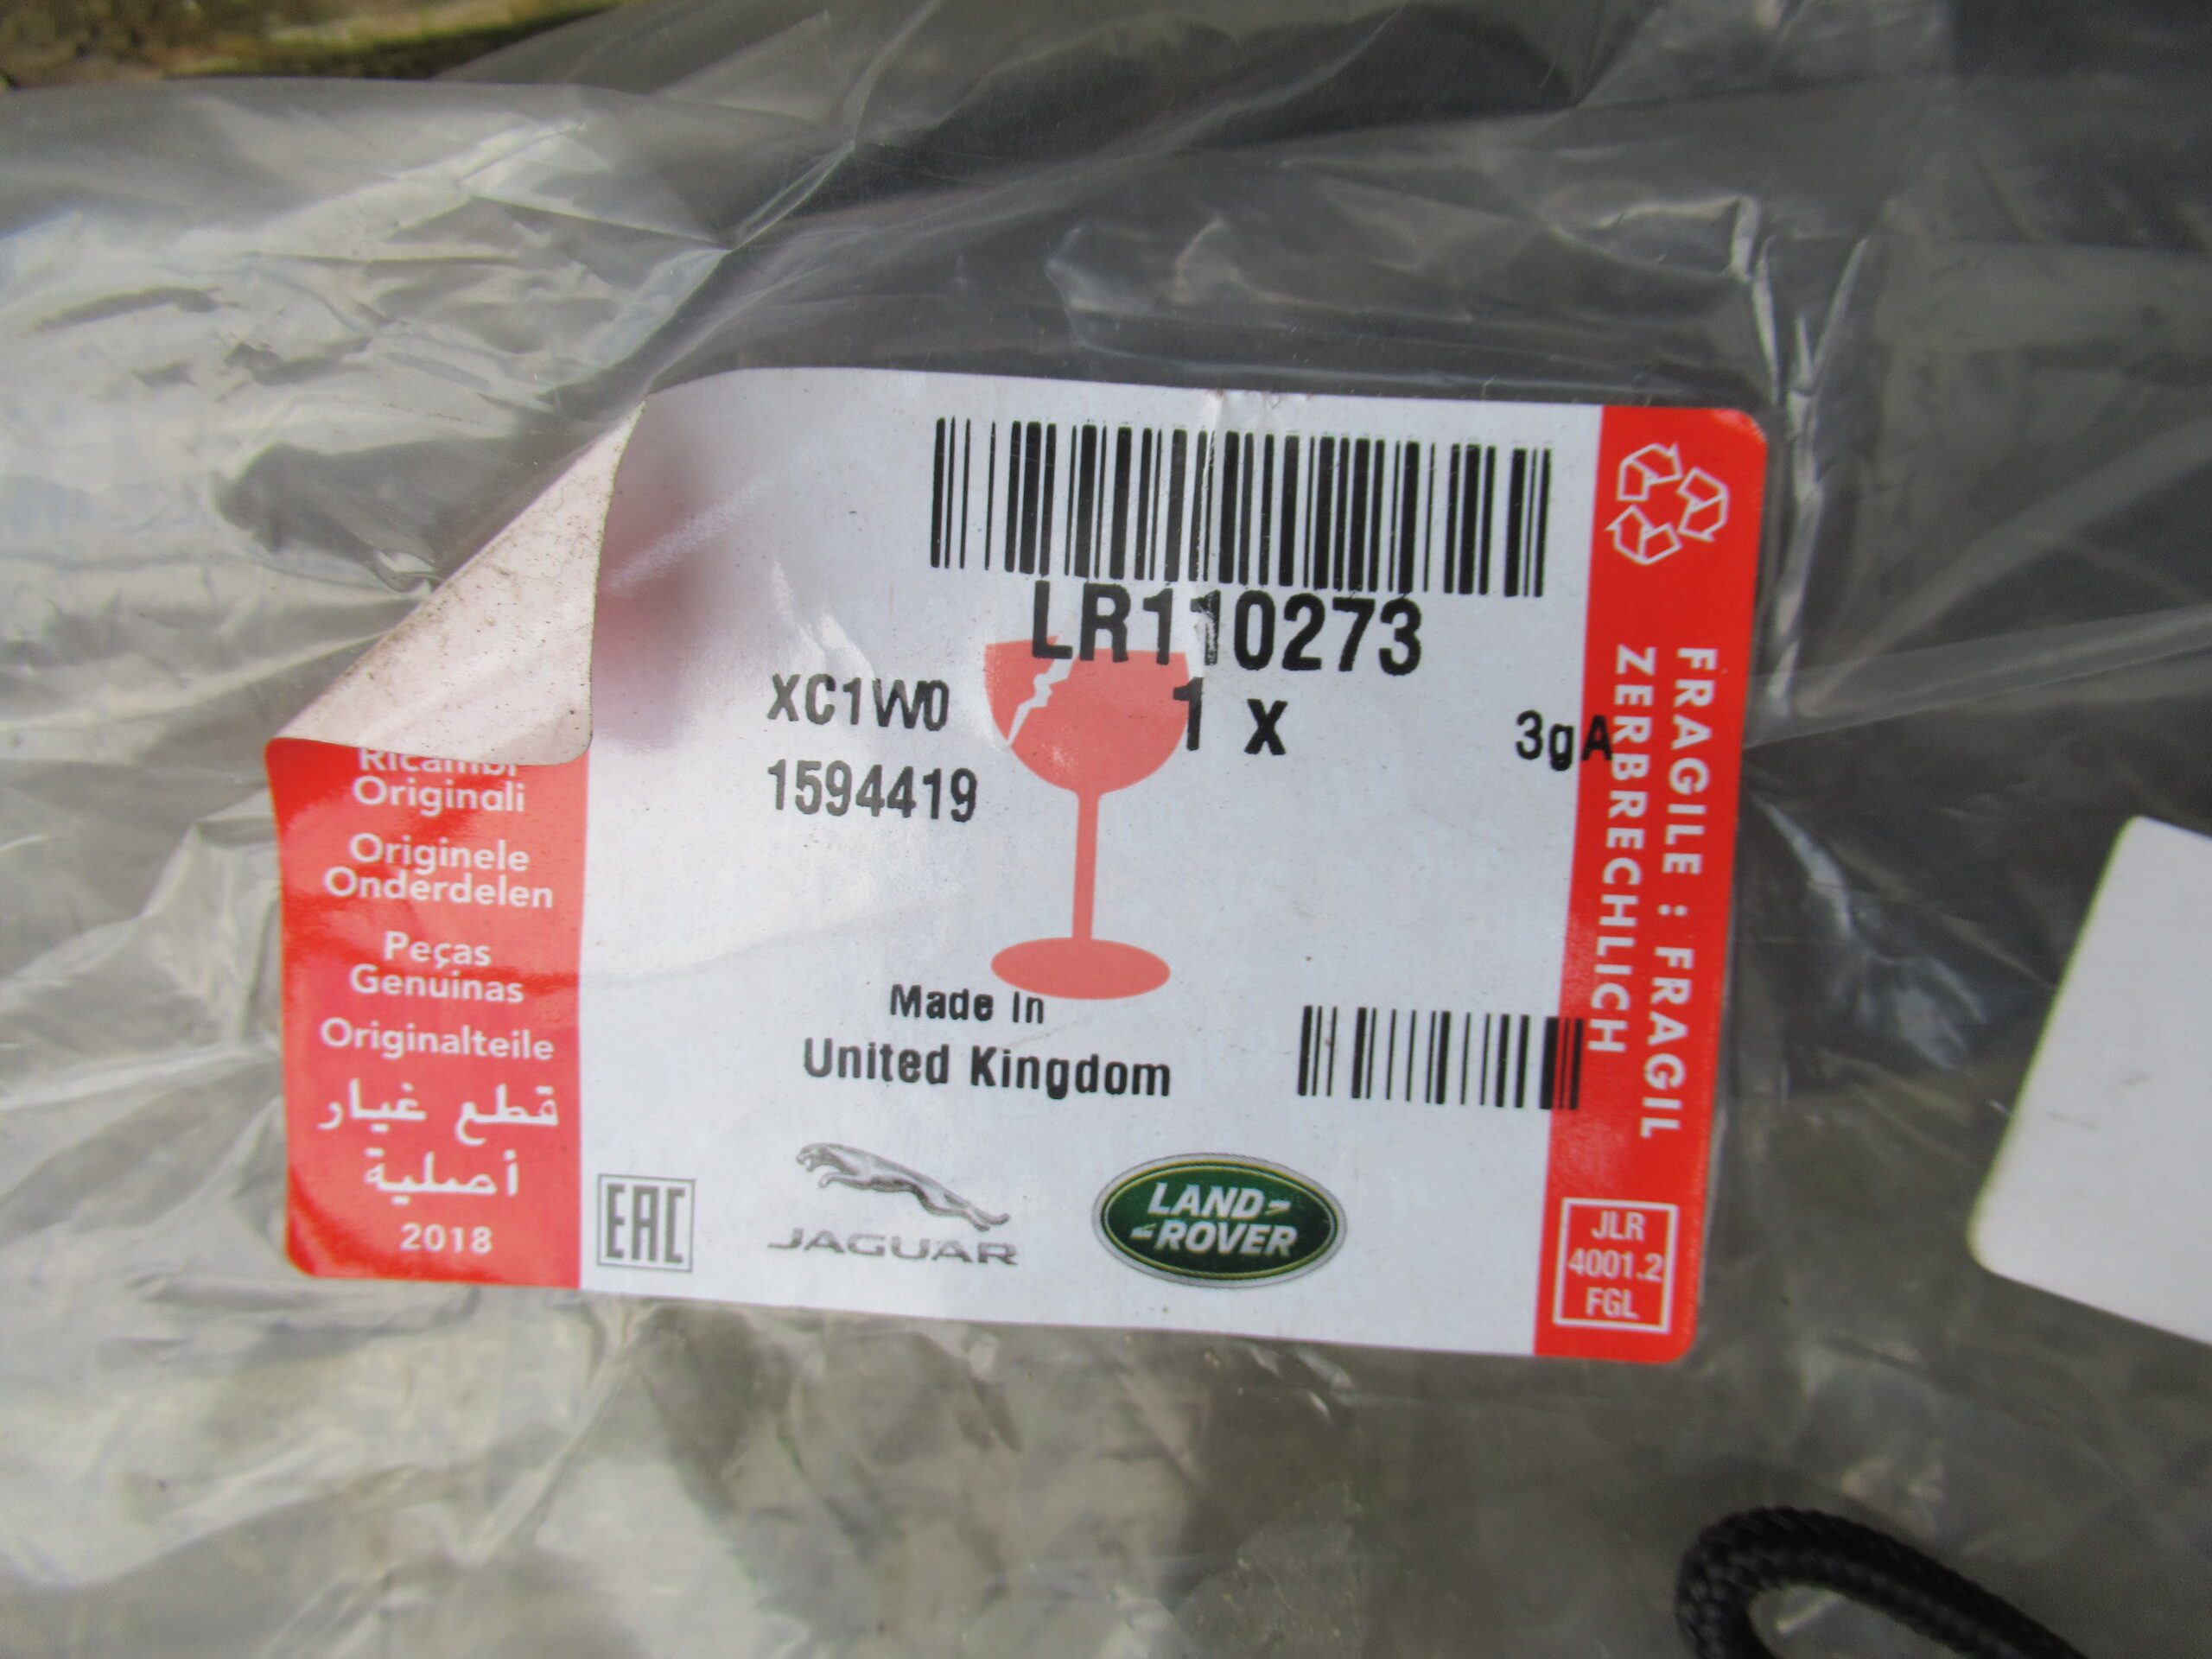 LR110273
XC1W0
1 X
3gA
1594419
Made In
United Kingdom
Ricambi
Originali
Originele
Onderdelen
Peças
Genuinas
Originalteile
قطع غيار
أصلية
2018
EAC
JAGUAR
LAND-
-ROVER
FRAGILE : FRAGIL
ZERBRECHLICH
JLR
4001.2
FGL